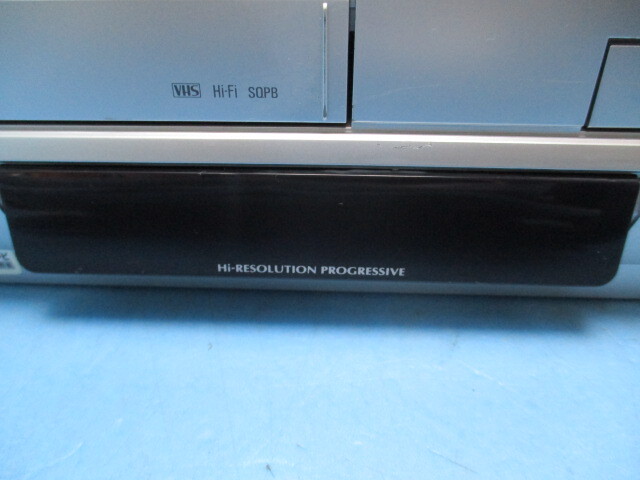 VHS Hi-Fi SQPB
Hi-RESOLUTION PROGRESSIVE